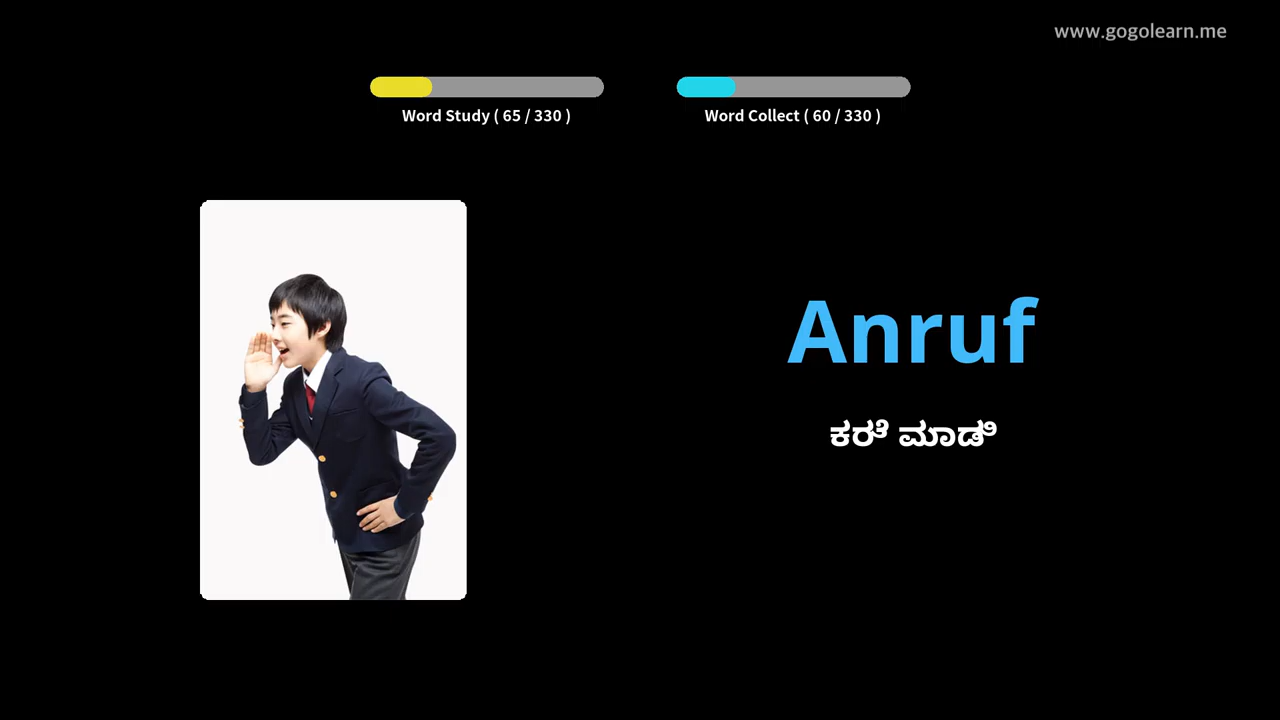 www.gogolearn.me
Word Study ( 65 / 330 )
Word Collect ( 60 / 330 )
Anruf
ಕರೆ ಮಾಡಿ